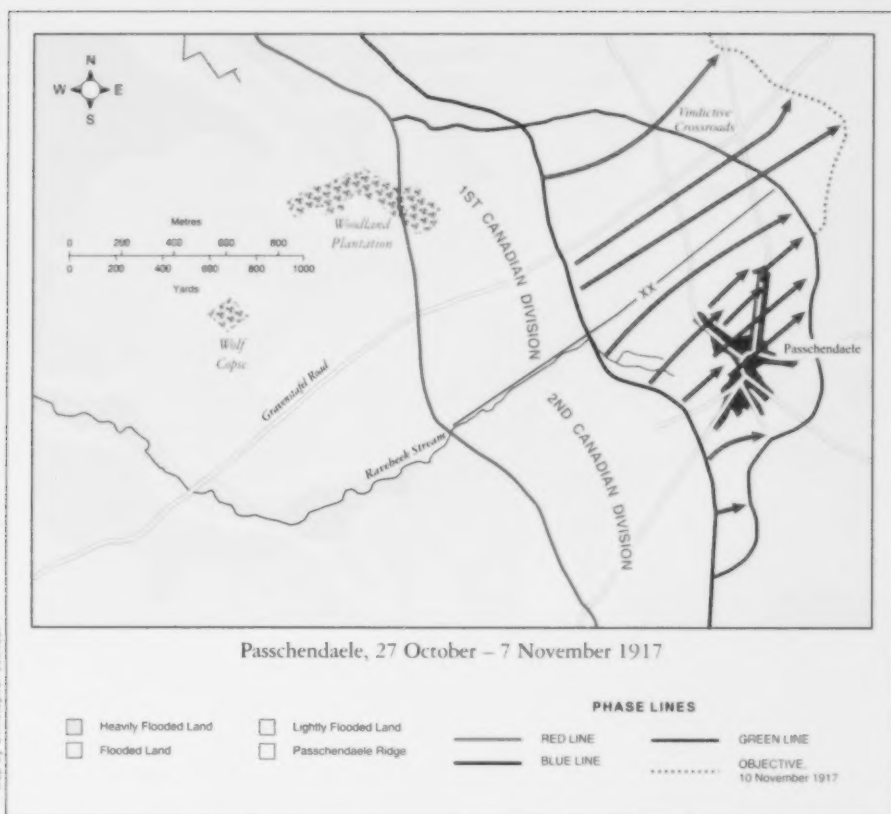 N
W E
S
Metres
0 200 400 600 800
0 200 400 600 800 1000
Yards
Woodland
Plantation
Wolf
Copse
Gravenstafel Road
Ravebeek Stream
1ST CANADIAN DIVISION
2ND CANADIAN DIVISION
XX
Vindictive
Crossroads
Passchendaele
Passchendaele, 27 October – 7 November 1917
PHASE LINES
Heavily Flooded Land
Flooded Land
Lightly Flooded Land
Passchendaele Ridge
RED LINE
BLUE LINE
GREEN LINE
OBJECTIVE,
10 November 1917